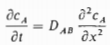 ∂c_A/∂t = D_AB ∂²c_A/∂x²